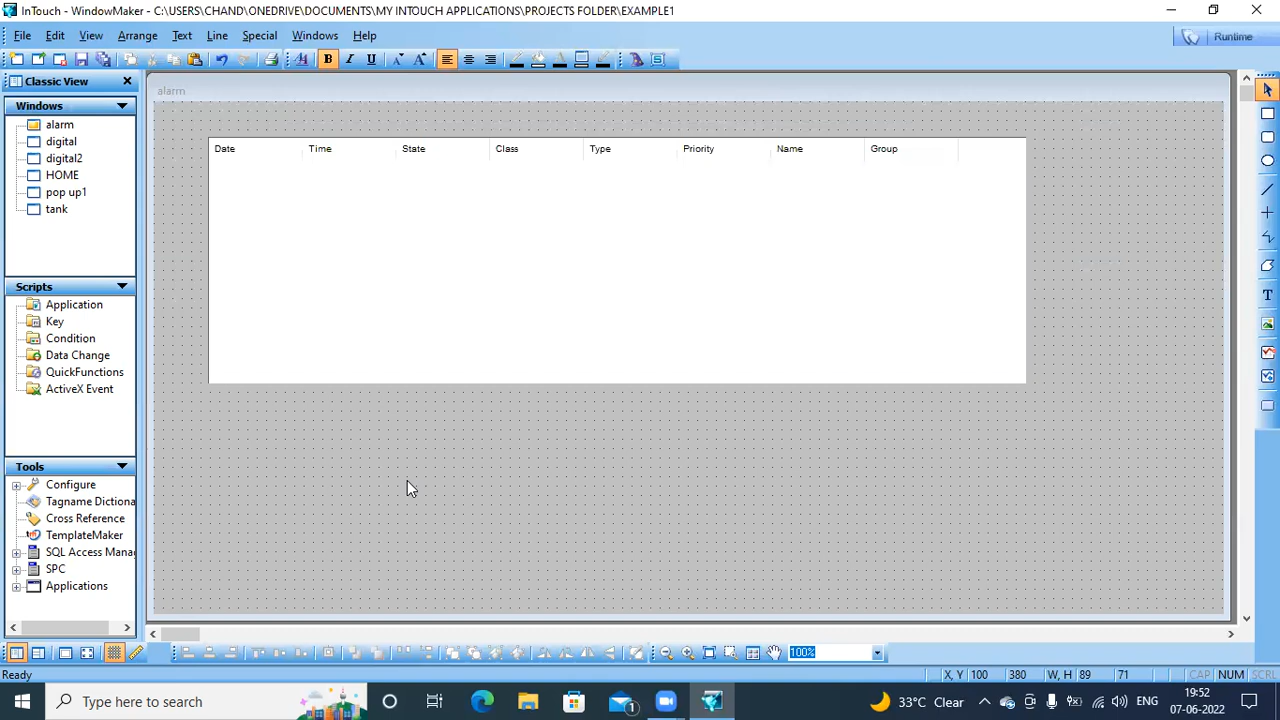 InTouch - WindowMaker - C:\USERS\CHAND\ONEDRIVE\DOCUMENTS\MY INTOUCH APPLICATIONS\PROJECTS FOLDER\EXAMPLE1
File Edit View Arrange Text Line Special Windows Help
Runtime
Classic View
Windows
alarm
digital
digital2
HOME
pop up1
tank
Scripts
Application
Key
Condition
Data Change
QuickFunctions
ActiveX Event
Tools
Configure
Tagname Dictiona
Cross Reference
TemplateMaker
SQL Access Mana
SPC
Applications
alarm
Date Time State Class Type Priority Name Group
100%
Ready
X, Y 100 380 W, H 89 71 CAP NUM SCRL
Type here to search
1
33°C Clear
ENG
19:52
07-06-2022